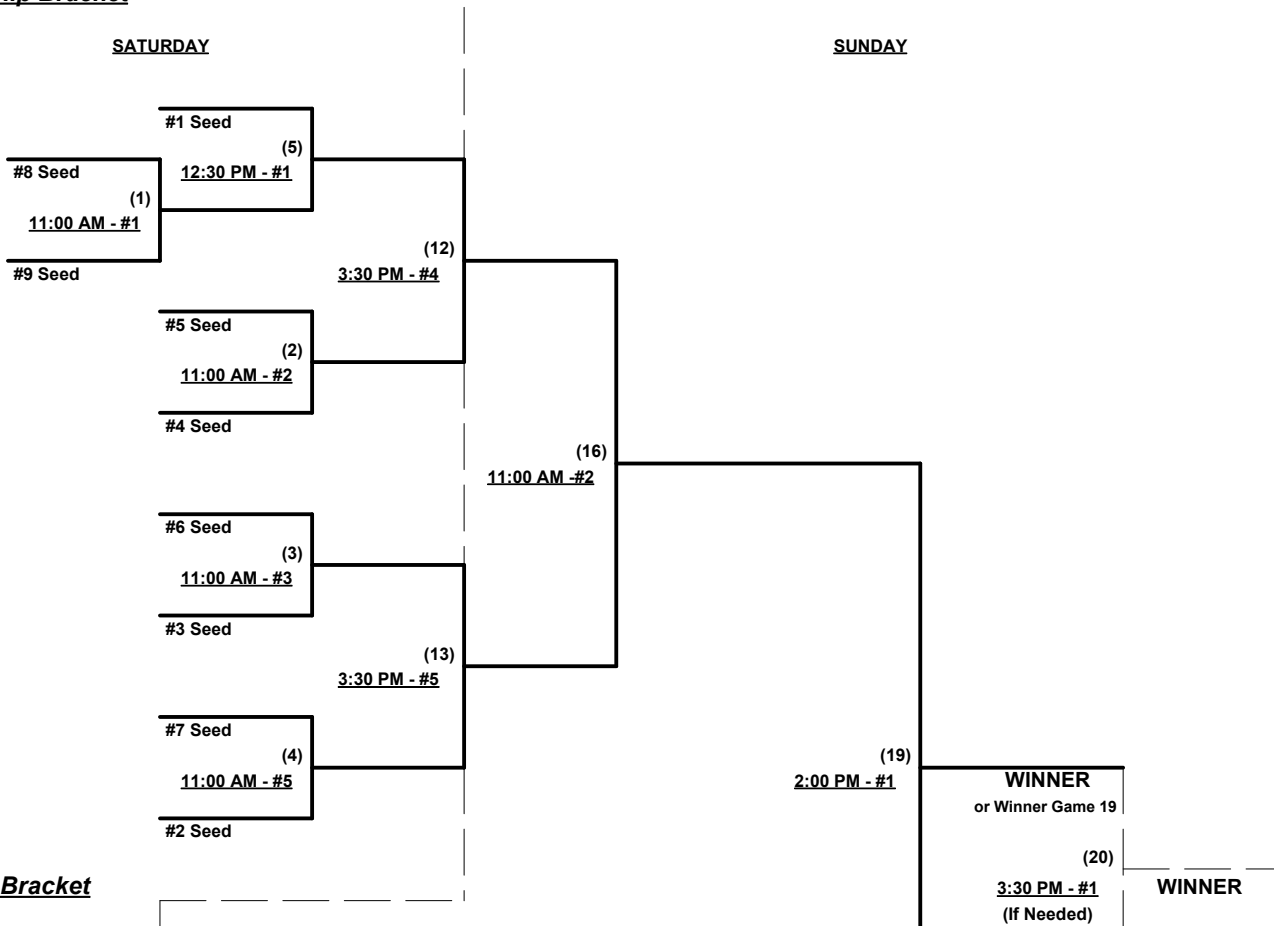 Bracket
SATURDAY
SUNDAY
#1 Seed
(5)
#8 Seed
12:30 PM - #1
(1)
11:00 AM - #1
(12)
#9 Seed
3:30 PM - #4
#5 Seed
(2)
11:00 AM - #2
#4 Seed
(16)
11:00 AM -#2
#6 Seed
(3)
11:00 AM - #3
#3 Seed
(13)
3:30 PM - #5
#7 Seed
(4)
(19)
11:00 AM - #5
2:00 PM - #1
WINNER
or Winner Game 19
#2 Seed
(20)
Bracket
3:30 PM - #1
WINNER
(If Needed)